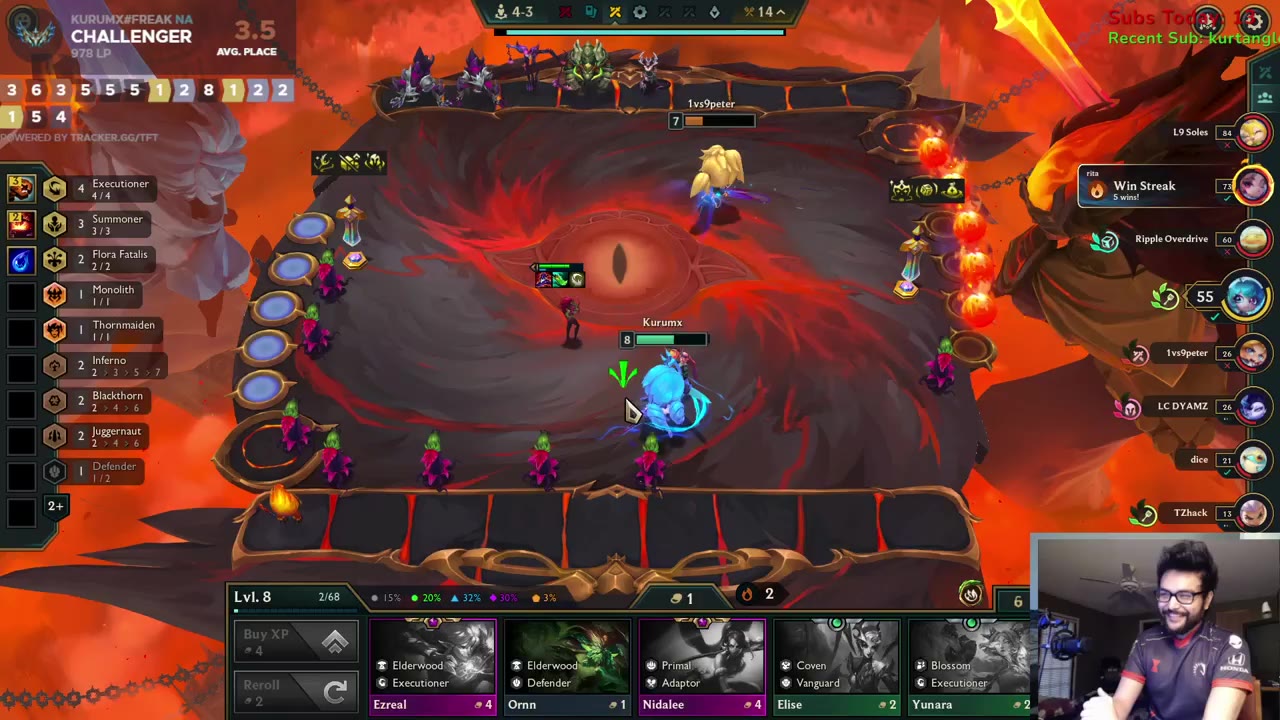 KURUMX#FREAK NA
CHALLENGER
978 LP
3.5
AVG. PLACE
3 6 3 5 5 5 1 2 8 1 2 2
1 5 4
POWERED BY TRACKER.GG/TFT
4-3
14
Subs Today: 1
Recent Sub: kurtangl
4 Executioner
4 / 4
3 Summoner
3 / 3
2 Flora Fatalis
2 / 2
1 Monolith
1 / 1
1 Thornmaiden
1 / 1
2 Inferno
2 > 3 > 5 > 7
2 Blackthorn
2 > 4 > 6
2 Juggernaut
2 > 4 > 6
1 Defender
1 / 2
2+
1vs9peter
7
Kurumx
8
L9 Soles 84
rita
Win Streak
5 wins!
73
Ripple Overdrive 60
55
1vs9peter 26
LC DYAMZ 26
dice 21
TZhack 13
Lvl. 8 2/68
15% 20% 32% 30% 3%
1
2
6
Buy XP
4
Reroll
2
Elderwood
Executioner
Ezreal 4
Elderwood
Defender
Ornn 1
Primal
Adaptor
Nidalee 4
Coven
Vanguard
Elise 2
Blossom
Executioner
Yunara 2
HONDA